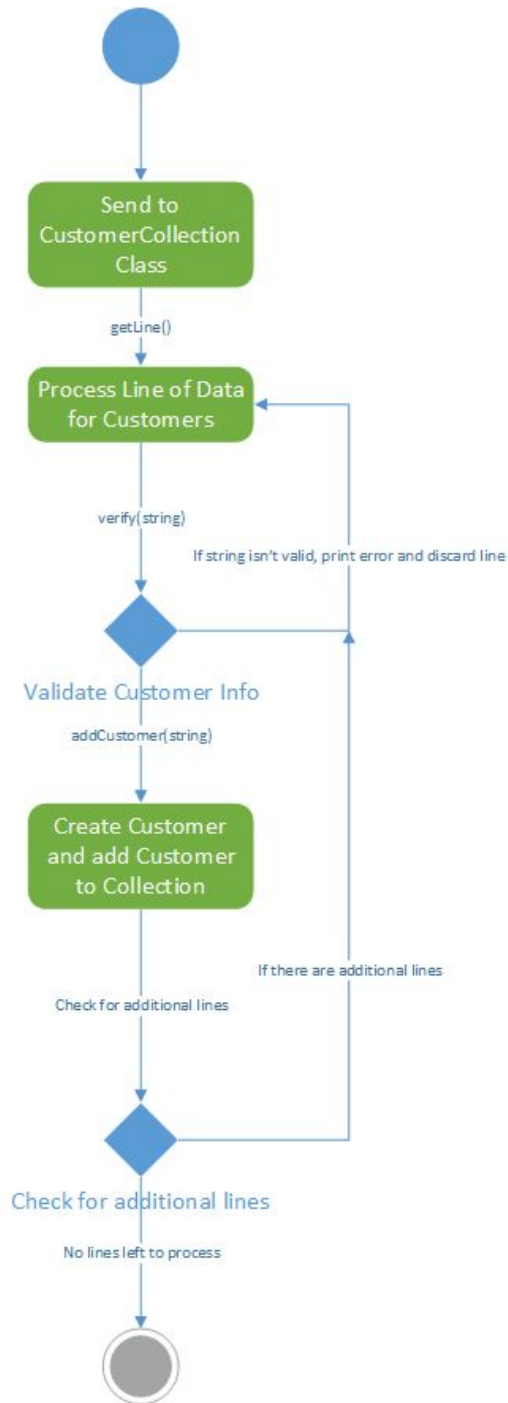 Send to
CustomerCollection
Class
getLine()
Process Line of Data
for Customers
verify(string)
If string isn't valid, print error and discard line
Validate Customer Info
addCustomer(string)
Create Customer
and add Customer
to Collection
If there are additional lines
Check for additional lines
Check for additional lines
No lines left to process